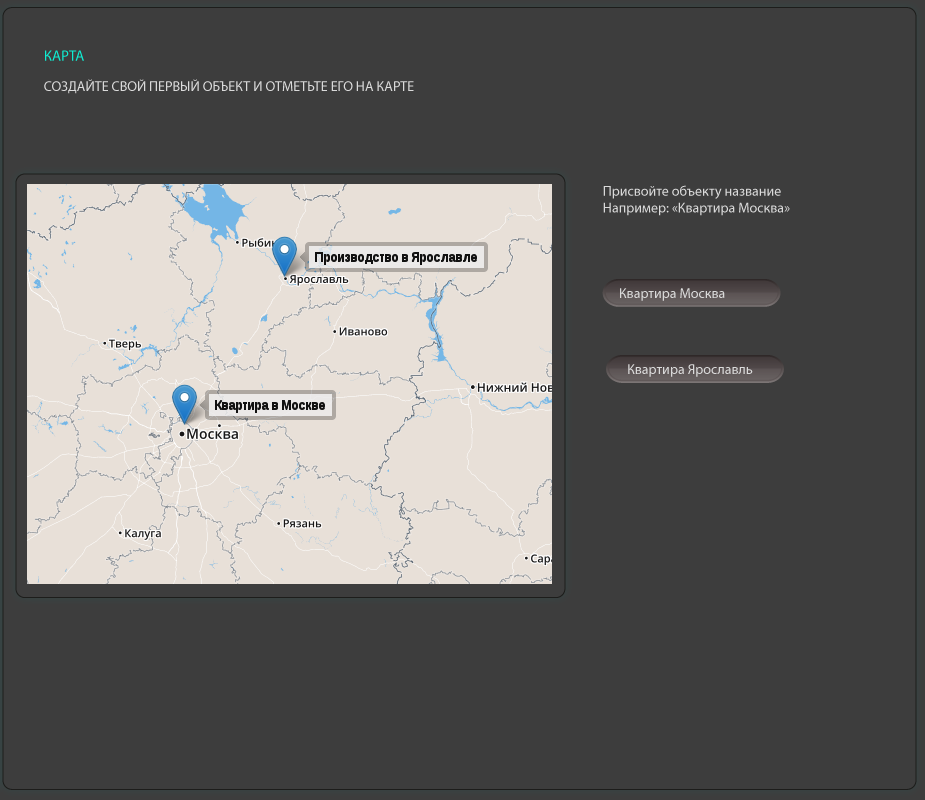 КАРТА
СОЗДАЙТЕ СВОЙ ПЕРВЫЙ ОБЪЕКТ И ОТМЕТЬТЕ ЕГО НА КАРТЕ
Присвойте объекту название
Например: «Квартира Москва»
Квартира Москва
Квартира Ярославль
Рыбин
Производство в Ярославле
Ярославль
Иваново
Тверь
Нижний Нов
Квартира в Москве
Москва
Рязань
Калуга
Сара